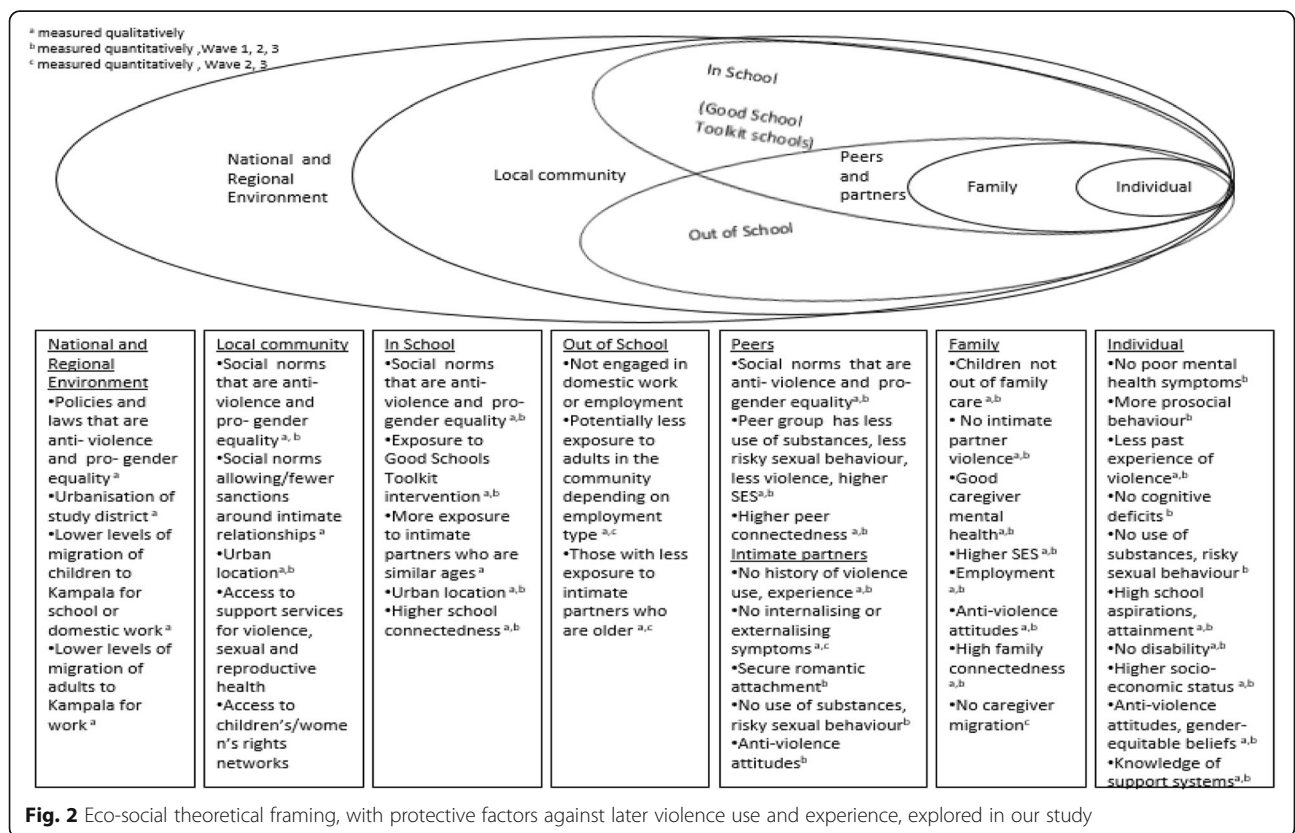 a measured qualitatively
b measured quantitatively ,Wave 1, 2, 3
c measured quantitatively , Wave 2, 3
In School
(Good School
Toolkit schools)
National and
Regional
Environment
Local community
Peers
and
partners
Family
Individual
Out of School
National and
Regional
Environment
•Policies and
laws that are
anti- violence
and pro- gender
equality a
•Urbanisation of
study district a
•Lower levels of
migration of
children to
Kampala for
school or
domestic work a
•Lower levels of
migration of
adults to
Kampala for
work a
Local community
•Social norms
that are anti-
violence and
pro- gender
equality a, b
•Social norms
allowing/fewer
sanctions
around intimate
relationships a
•Urban
location a,b
•Access to
support services
for violence,
sexual and
reproductive
health
•Access to
children's/wome
n's rights
networks
In School
•Social norms
that are anti-
violence and pro-
gender equality a,b
•Exposure to
Good Schools
Toolkit
intervention a,b
•More exposure
to intimate
partners who are
similar ages a
•Urban location a,b
•Higher school
connectedness a,b
Out of School
•Not engaged in
domestic work
or employment
•Potentially less
exposure to
adults in the
community
depending on
employment
type a,c
•Those with less
exposure to
intimate
partners who
are older a,c
Peers
•Social norms that are
anti- violence and pro-
gender equality a,b
•Peer group has less
use of substances, less
risky sexual behaviour,
less violence, higher
SES a,b
•Higher peer
connectedness a,b
Intimate partners
•No history of violence
use, experience a,b
•No internalising or
externalising
symptoms a,c
•Secure romantic
attachment b
•No use of substances,
risky sexual behaviour b
•Anti-violence
attitudes b
Family
•Children not
out of family
care a,b
• No intimate
partner
violence a,b
•Good
caregiver
mental
health a,b
•Higher SES a,b
•Employment
a,b
•Anti-violence
attitudes a,b
•High family
connectedness
a,b
•No caregiver
migration c
Individual
•No poor mental
health symptoms b
•More prosocial
behaviour b
•Less past
experience of
violence a,b
•No cognitive
deficits b
•No use of
substances, risky
sexual behaviour b
•High school
aspirations,
attainment a,b
•No disability a,b
•Higher socio-
economic status a,b
•Anti-violence
attitudes, gender-
equitable beliefs a,b
•Knowledge of
support systems a,b
Fig. 2 Eco-social theoretical framing, with protective factors against later violence use and experience, explored in our study